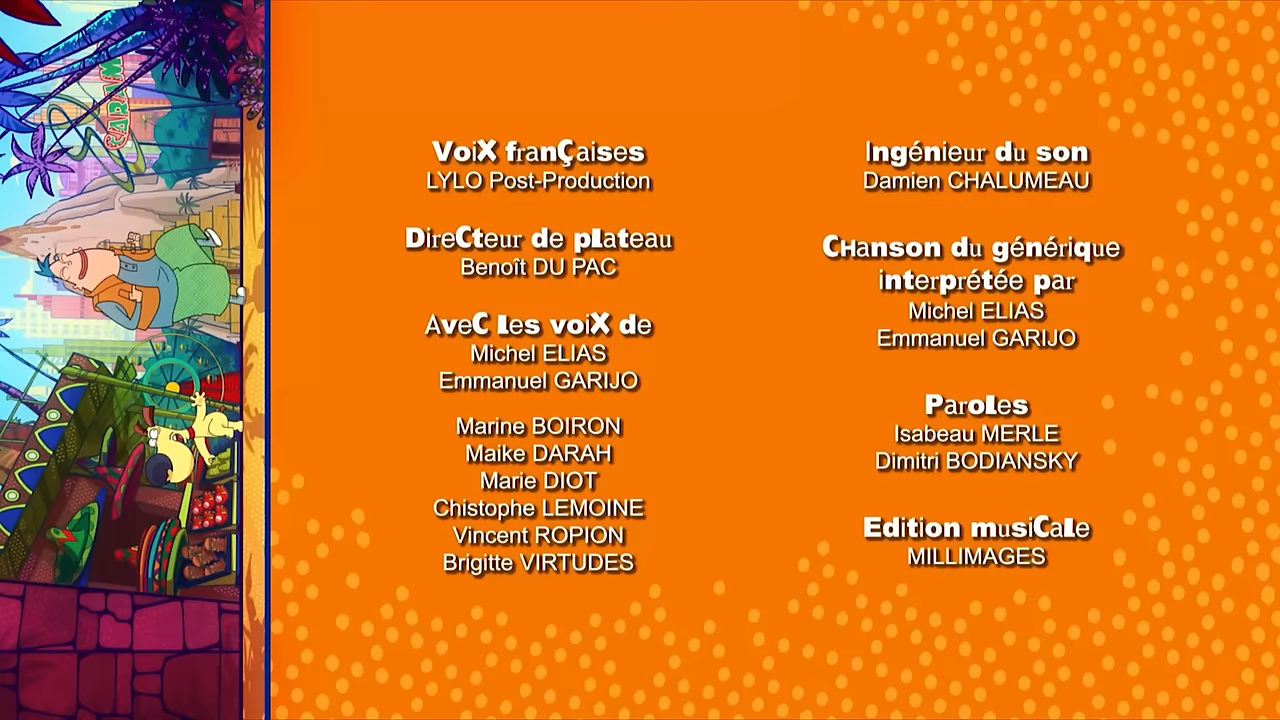 CARAM
VoiX franÇaises
LYLO Post-Production
DireCteur de plateau
Benoît DU PAC
AveC les voiX de
Michel ELIAS
Emmanuel GARIJO
Marine BOIRON
Maike DARAH
Marie DIOT
Chistophe LEMOINE
Vincent ROPION
Brigitte VIRTUDES
Ingénieur du son
Damien CHALUMEAU
CHanson du générique
interprétée par
Michel ELIAS
Emmanuel GARIJO
Paroles
Isabeau MERLE
Dimitri BODIANSKY
Edition musiCale
MILLIMAGES